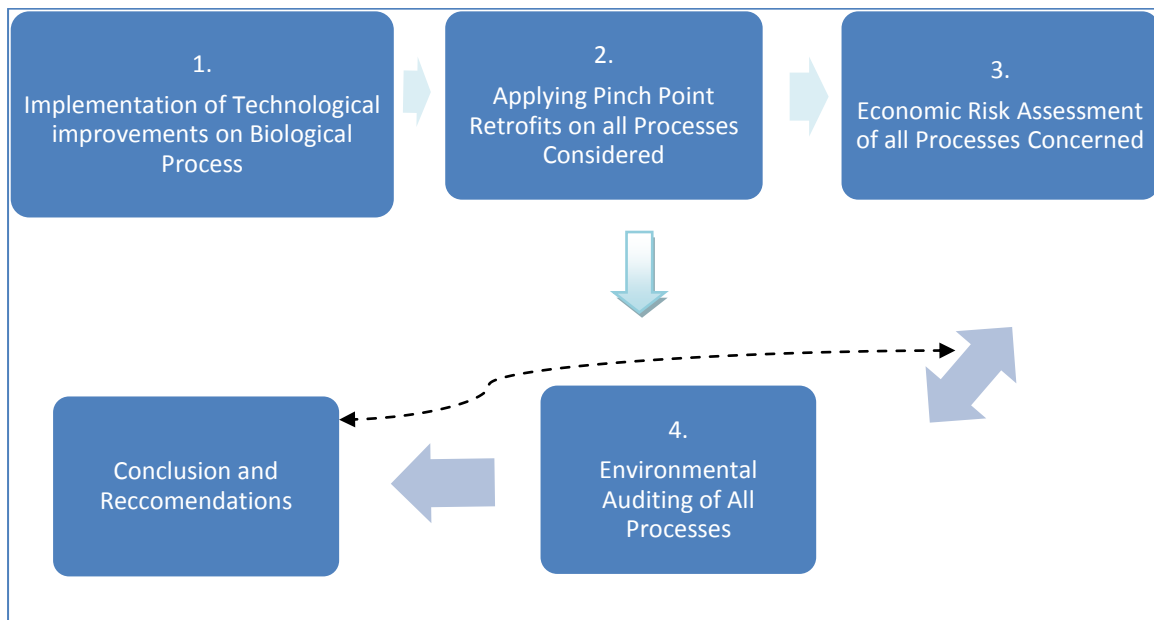 1.
Implementation of Technological
improvements on Biological
Process
2.
Applying Pinch Point
Retrofits on all Processes
Considered
3.
Economic Risk Assessment
of all Processes Concerned
Conclusion and
Reccomendations
4.
Environmental
Auditing of All
Processes